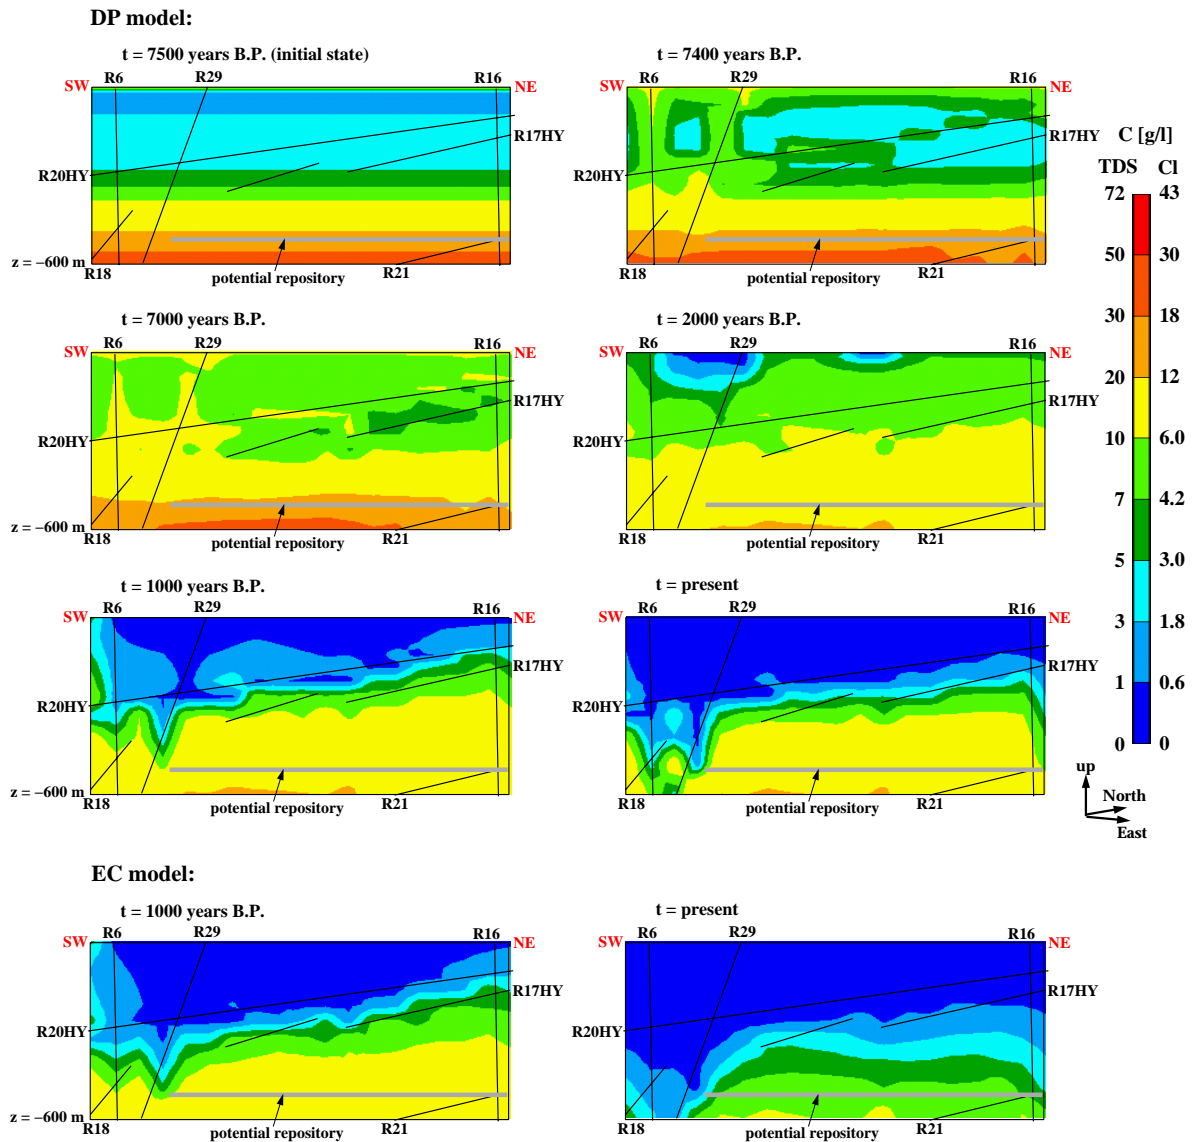 DP model:
t = 7500 years B.P. (initial state)
R6 R29 R16
SW NE
R17HY
R20HY
z = −600 m
R18 potential repository R21
t = 7400 years B.P.
R6 R29 R16
SW NE
R17HY
R20HY
R18 potential repository R21
C [g/l]
TDS Cl
72 43
50 30
30 18
20 12
10 6.0
7 4.2
5 3.0
3 1.8
1 0.6
0 0
t = 7000 years B.P.
R6 R29 R16
SW NE
R17HY
R20HY
z = −600 m
R18 potential repository R21
t = 2000 years B.P.
R6 R29 R16
SW NE
R17HY
R20HY
R18 potential repository R21
t = 1000 years B.P.
R6 R29 R16
SW NE
R17HY
R20HY
z = −600 m
R18 potential repository R21
t = present
R6 R29 R16
SW NE
R17HY
R20HY
R18 potential repository R21
up
North
East
EC model:
t = 1000 years B.P.
R6 R29 R16
SW NE
R17HY
R20HY
z = −600 m
R18 potential repository R21
t = present
R6 R29 R16
SW NE
R17HY
R20HY
R18 potential repository R21